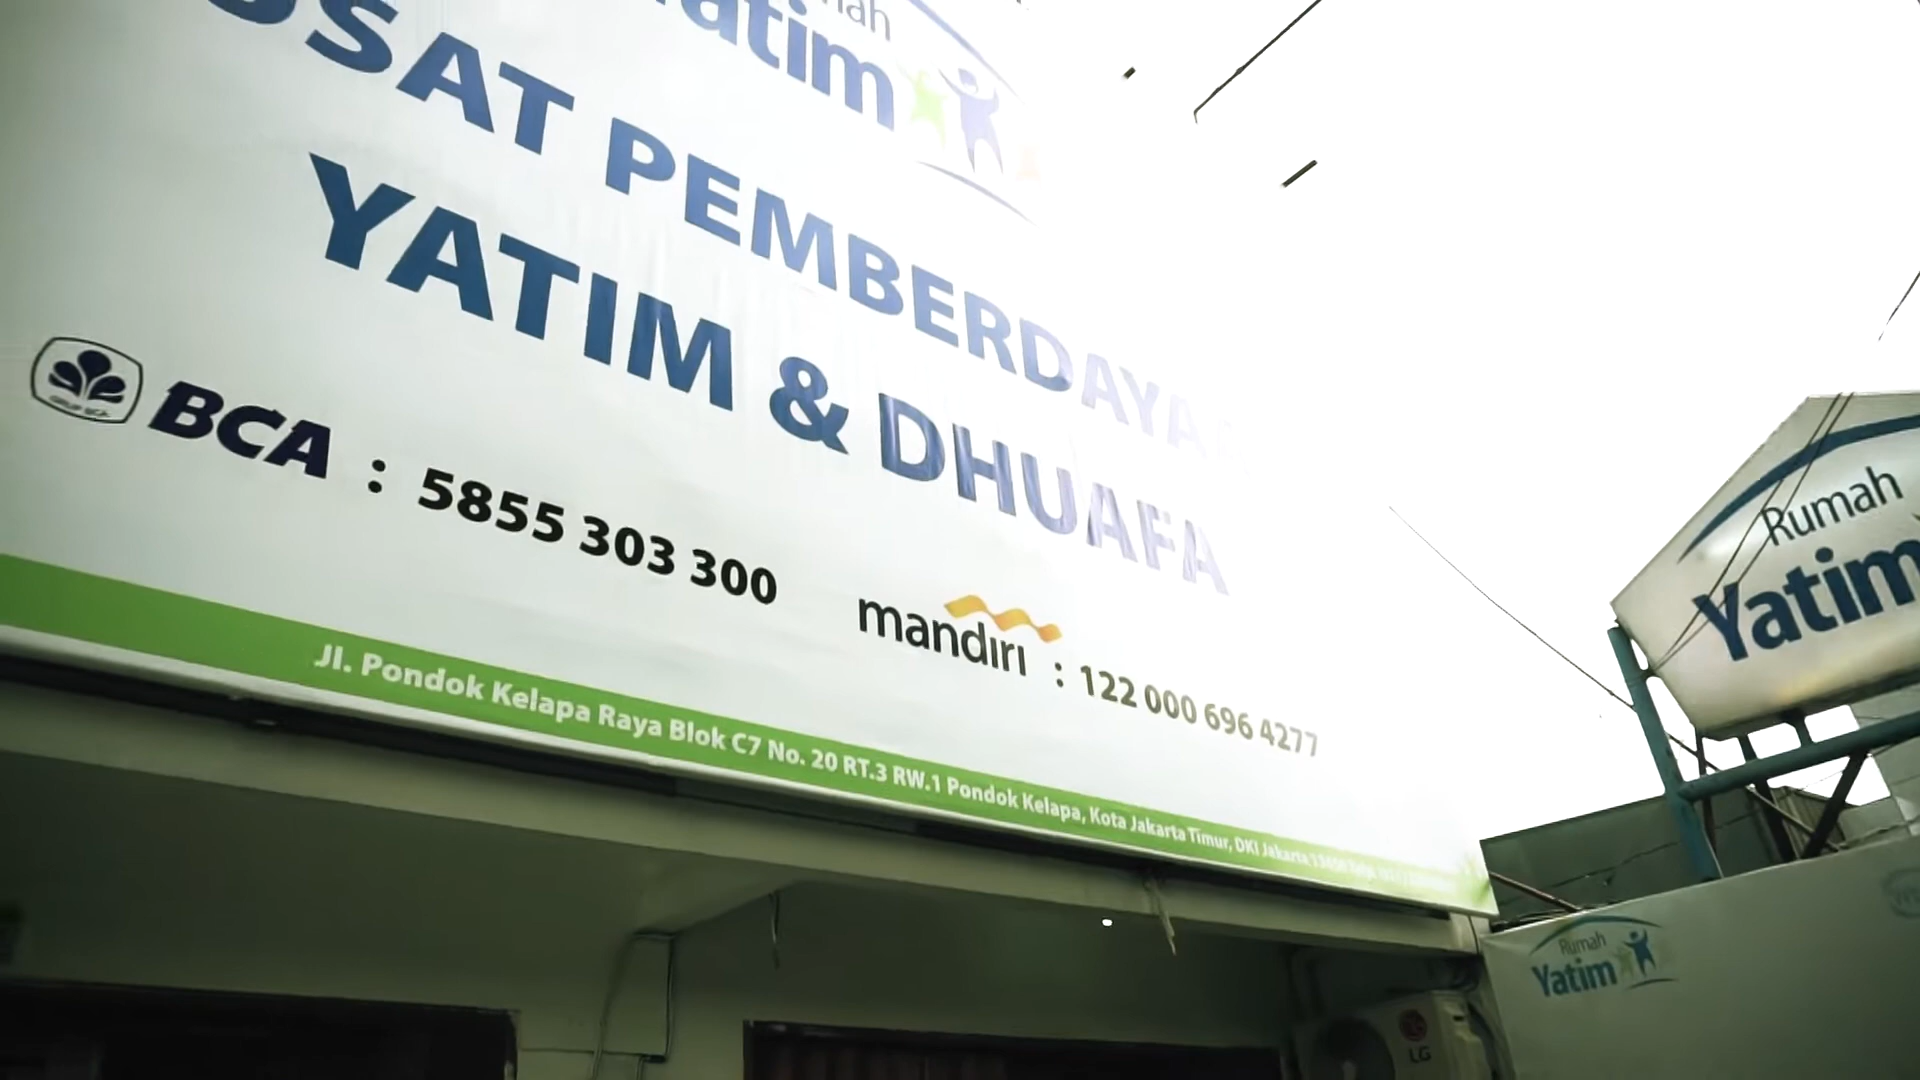 Yatim
PEMBERDAYA
YATIM & DHUAFA
BCA : 5855 303 300
mandiri : 122 000 696 4277
Jl. Pondok Kelapa Raya Blok C7 No. 20 RT.3 RW.1 Pondok Kelapa, Kota Jakarta Timur, DKI Jakarta
Rumah
Yatim
Rumah
Yatim
LG